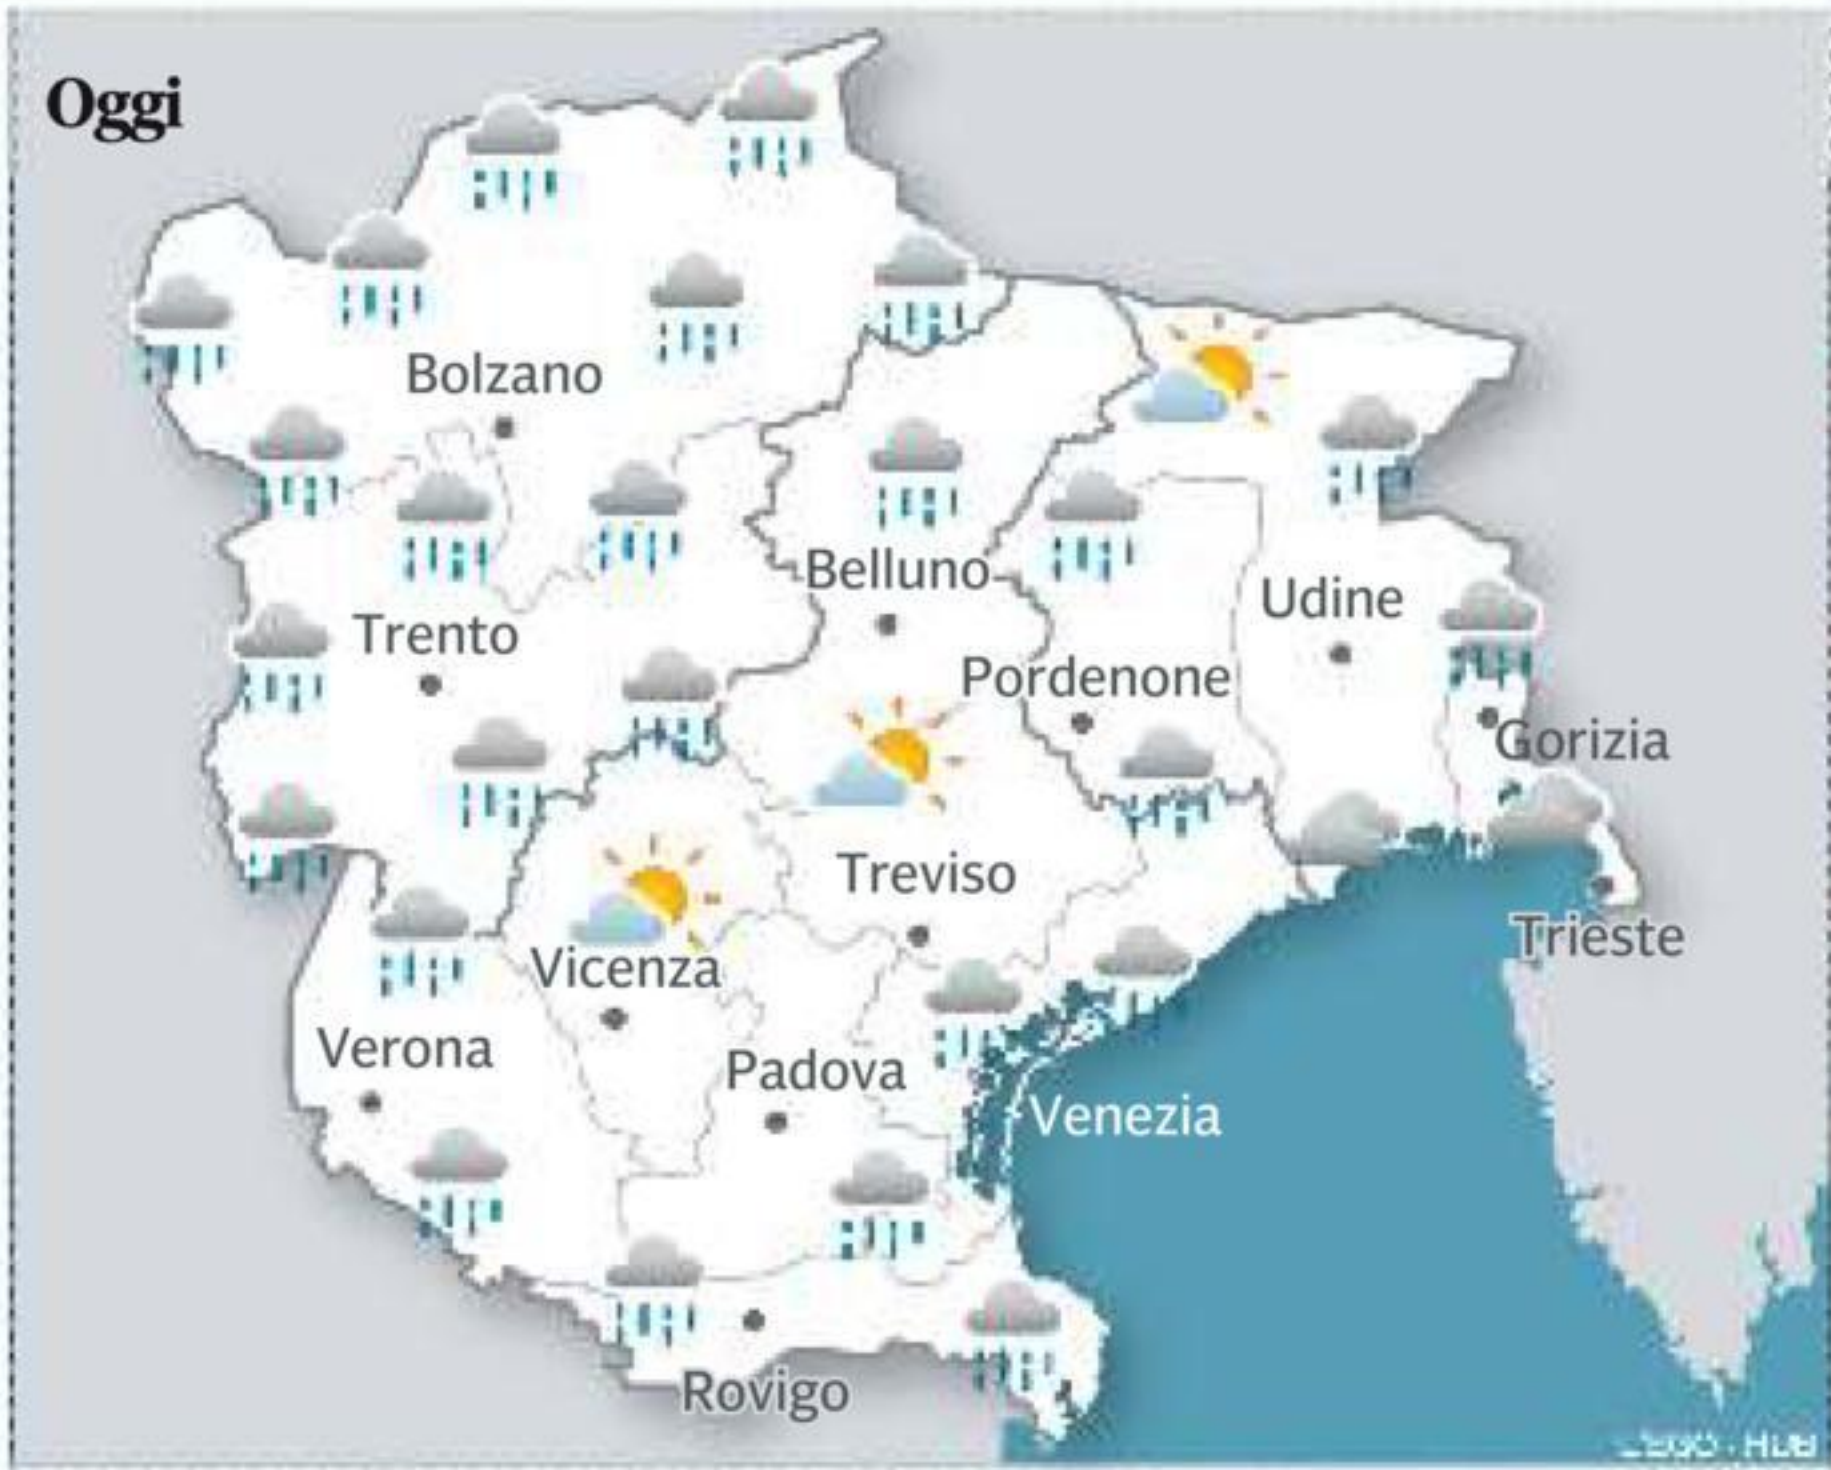 Oggi
Bolzano
Belluno
Udine
Trento
Pordenone
Gorizia
Treviso
Trieste
Vicenza
Verona
Padova
Venezia
Rovigo